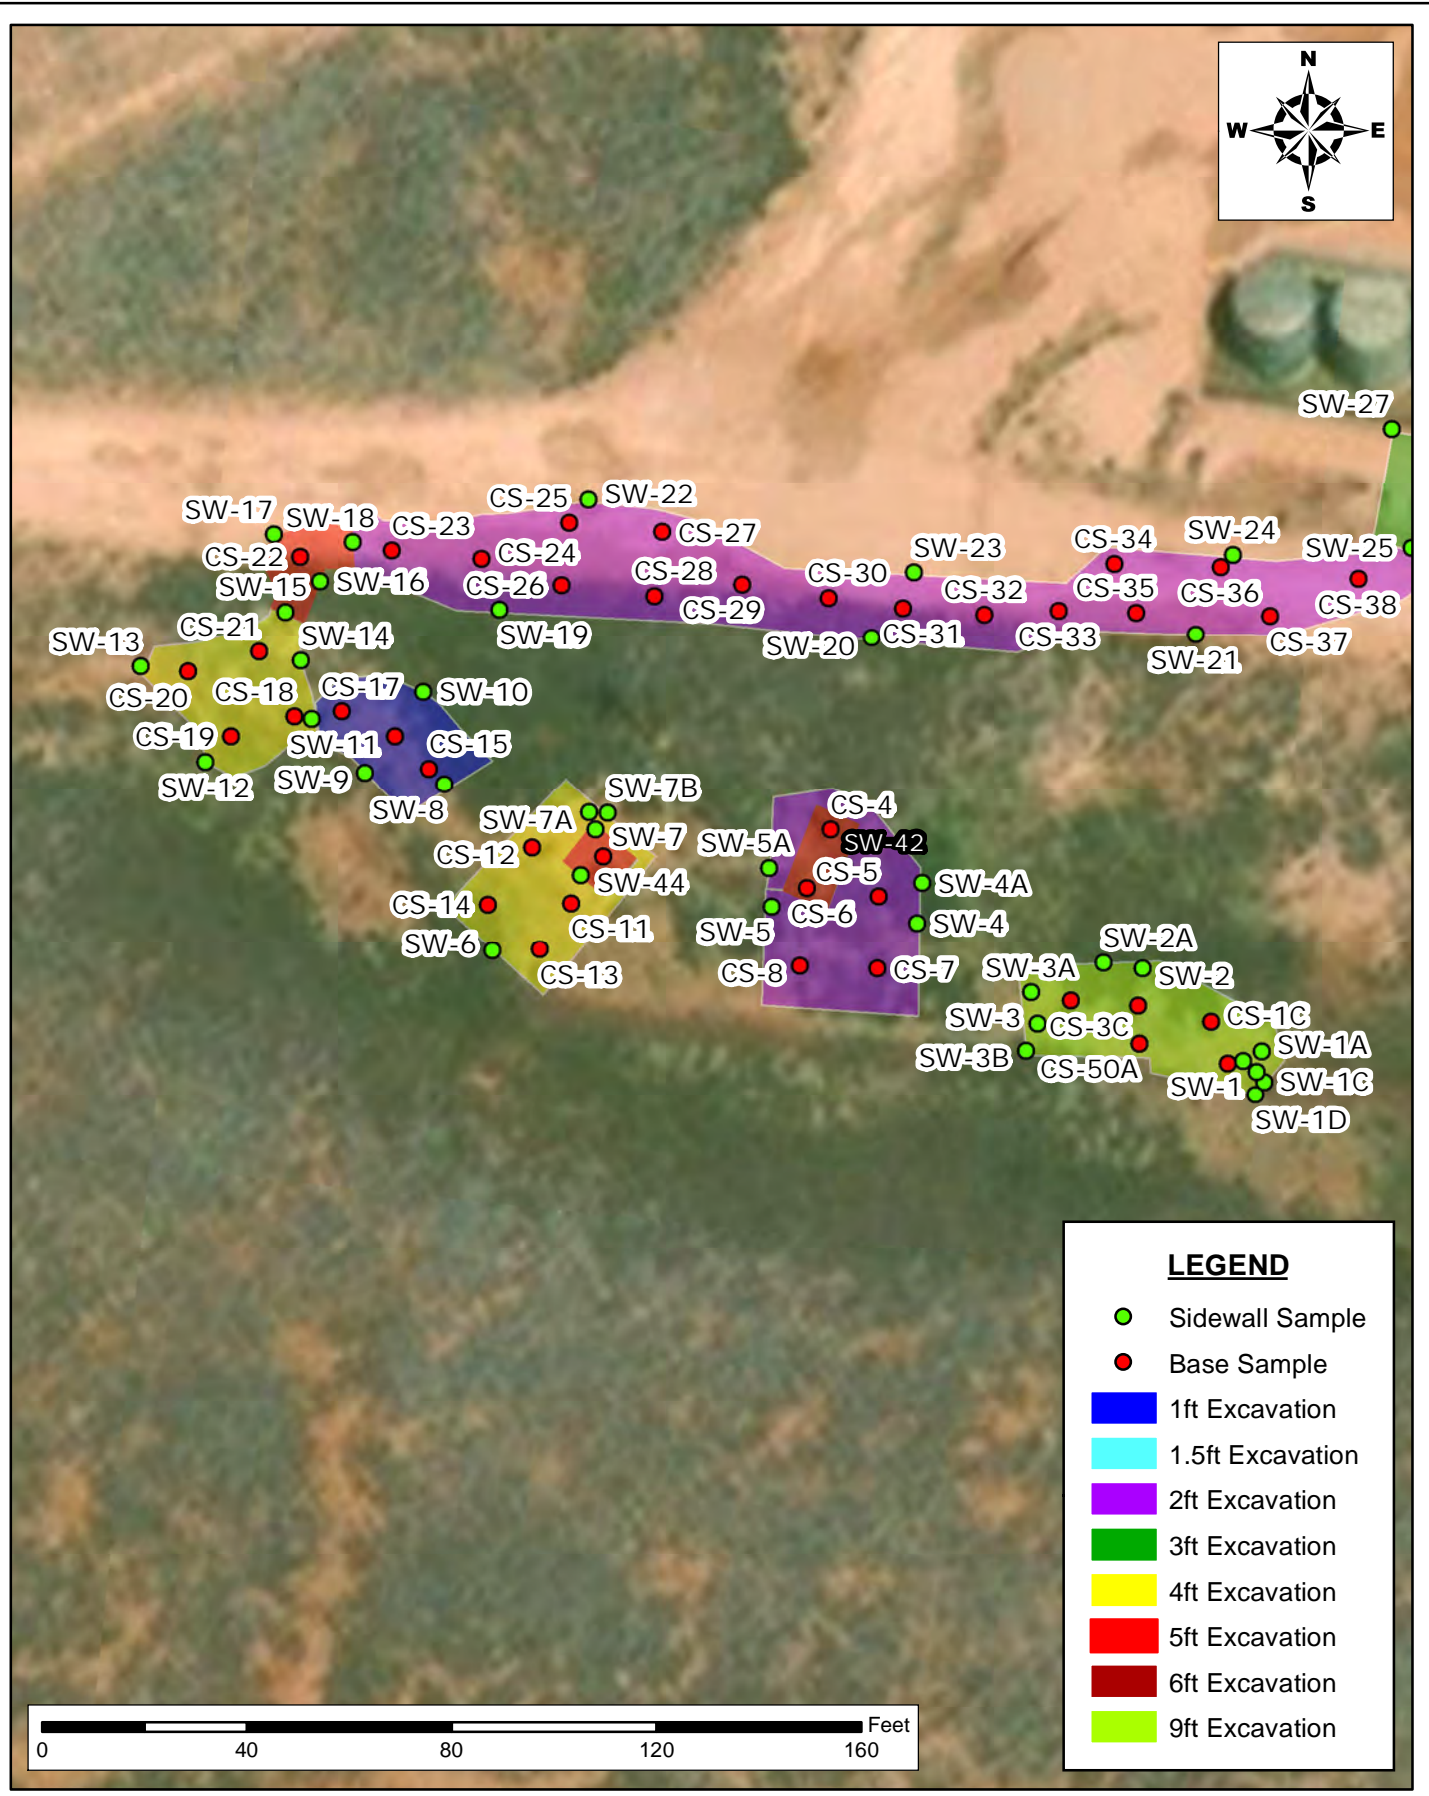 N
W E
S
SW-27
CS-25 SW-22
SW-17 SW-18 CS-23
CS-27
CS-34 SW-24
SW-25
CS-22 CS-24 SW-23
SW-15 SW-16 CS-26 CS-28 CS-30 CS-32 CS-35 CS-36 CS-38
CS-29
SW-13 CS-21 SW-14 SW-19 SW-20 CS-31 CS-33 CS-37
SW-21
CS-20 CS-18 CS-17 SW-10
CS-19 SW-11 CS-15
SW-12 SW-9
SW-8 SW-7B
SW-7A SW-7 CS-4
CS-12 SW-5A SW-42
SW-44 CS-5 SW-4A
CS-14 CS-6
CS-11 SW-5 SW-4
SW-6 SW-2A
CS-13 CS-8 CS-7 SW-3A SW-2
SW-3 CS-3C CS-1C
SW-3B CS-50A SW-1A
SW-1 SW-1C
SW-1D
LEGEND
Sidewall Sample
Base Sample
1ft Excavation
1.5ft Excavation
2ft Excavation
3ft Excavation
4ft Excavation
5ft Excavation
6ft Excavation
9ft Excavation
Feet
0 40 80 120 160